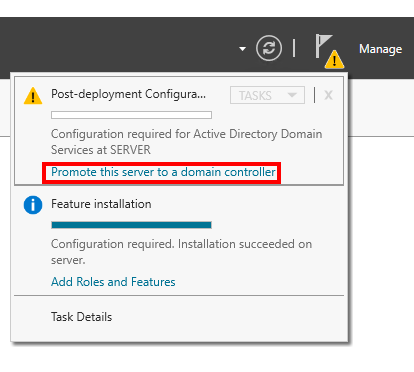 Manage
Post-deployment Configura...
TASKS
x
Configuration required for Active Directory Domain
Services at SERVER
Promote this server to a domain controller
Feature installation
Configuration required. Installation succeeded on
server.
Add Roles and Features
Task Details